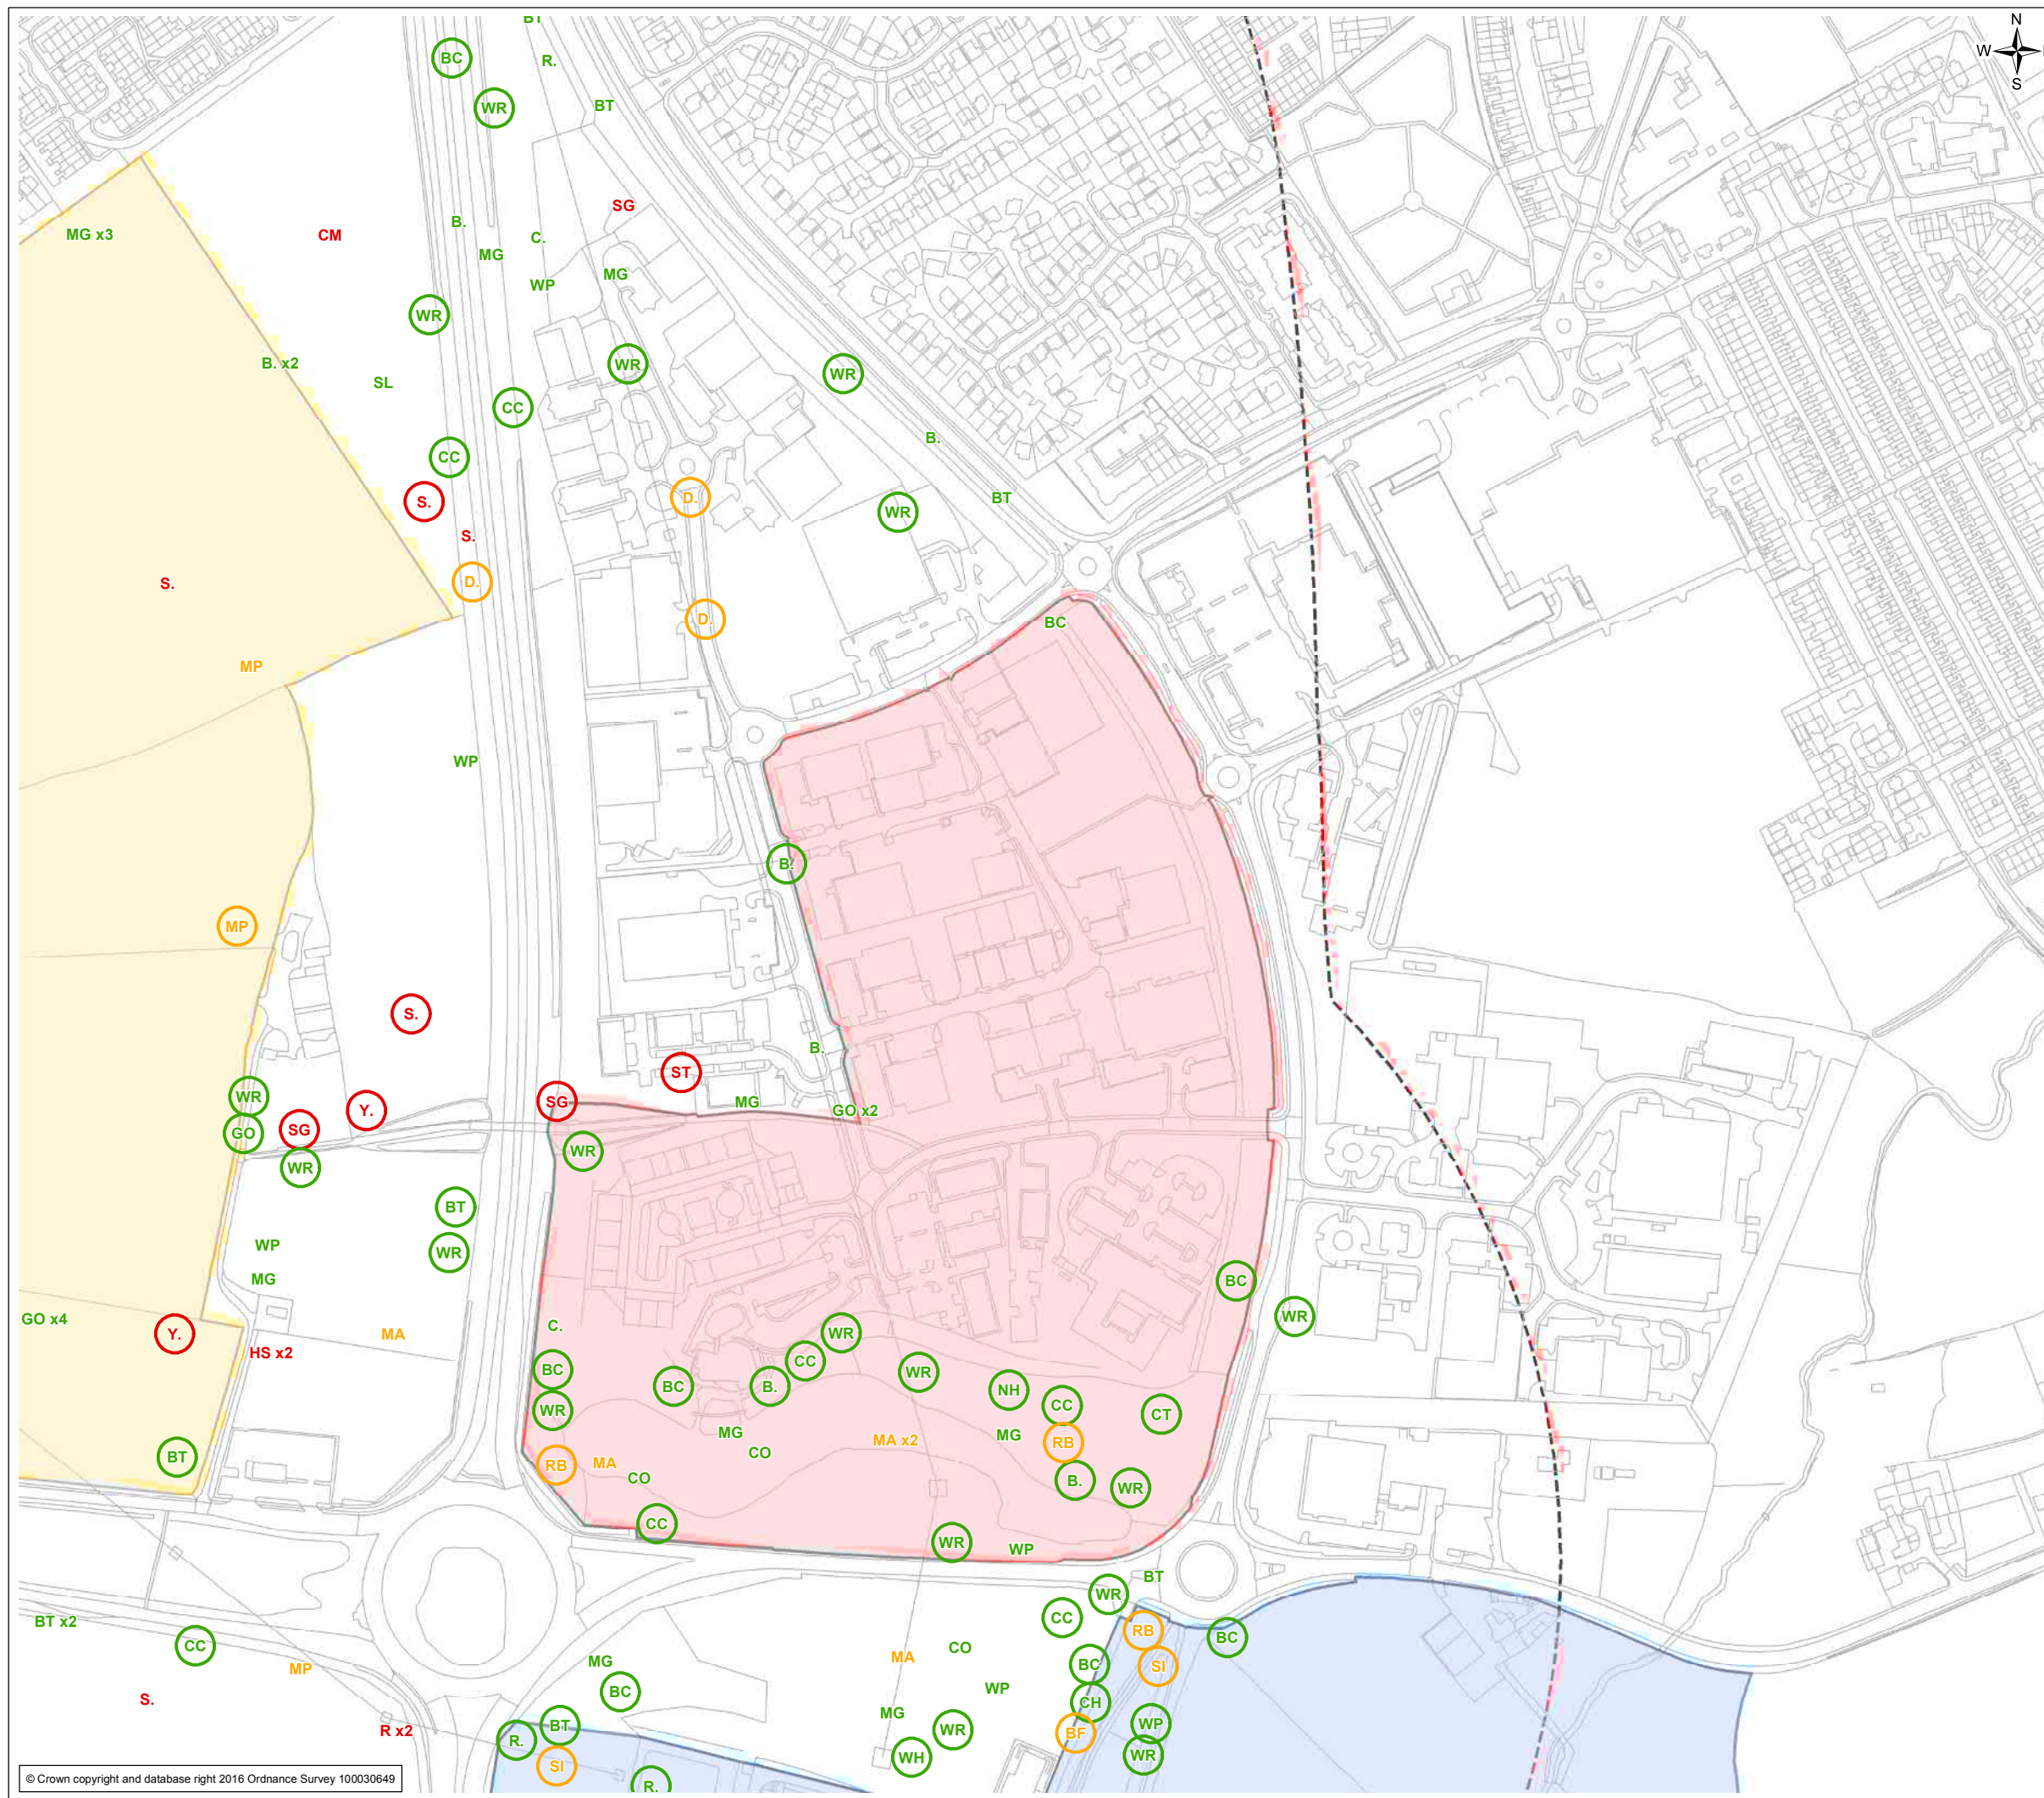 BT
N
W
S
BC
R.
WR
BT
SG
B.
MG x3
CM
C.
MG
MG
WP
WR
B. x2
WR
WR
SL
CC
B.
CC
D.
BT
S.
WR
S.
D.
S.
D.
BC
MP
WP
B.
MP
S.
B.
ST
WR
Y.
SG
MG
GO x2
GO
SG
WR
WR
BT
WP
WR
MG
BC
GO x4
Y.
MA
C.
WR
WR
HS x2
CC
BC
BC
B.
WR
NH
CC
WR
CT
MG
MA x2
MG
RB
CO
BT
RB
MA
CO
B.
WR
CC
WR
WP
BT
WR
BT x2
CC
RB
BC
CC
CO
MP
MG
MA
BC
SI
S.
BC
WP
CH
R x2
BT
MG
WR
BF
WP
R.
SI
WH
WR
R.
© Crown copyright and database right 2016 Ordnance Survey 100030649